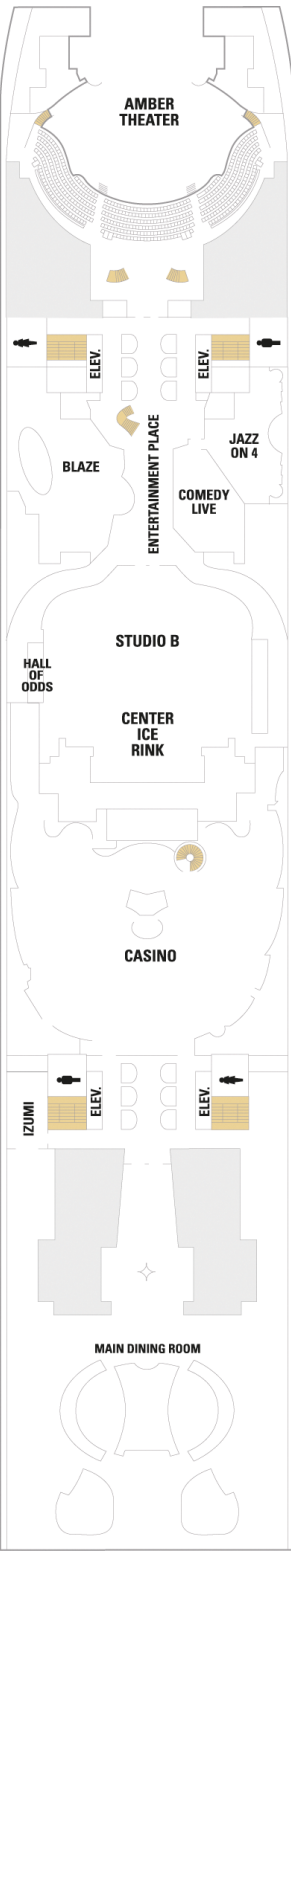 AMBER
THEATER
ELEV.
ELEV.
ENTERTAINMENT PLACE
BLAZE
JAZZ
ON 4
COMEDY
LIVE
STUDIO B
HALL
OF
ODDS
CENTER
ICE
RINK
CASINO
IZUMI
ELEV.
ELEV.
MAIN DINING ROOM